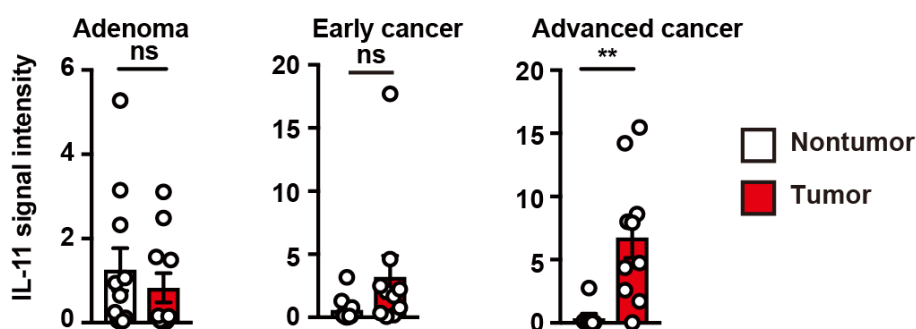 Adenoma
Early cancer
Advanced cancer
ns
ns
**
IL-11 signal intensity
6
4
2
0
20
15
10
5
0
20
15
10
5
0
Nontumor
Tumor